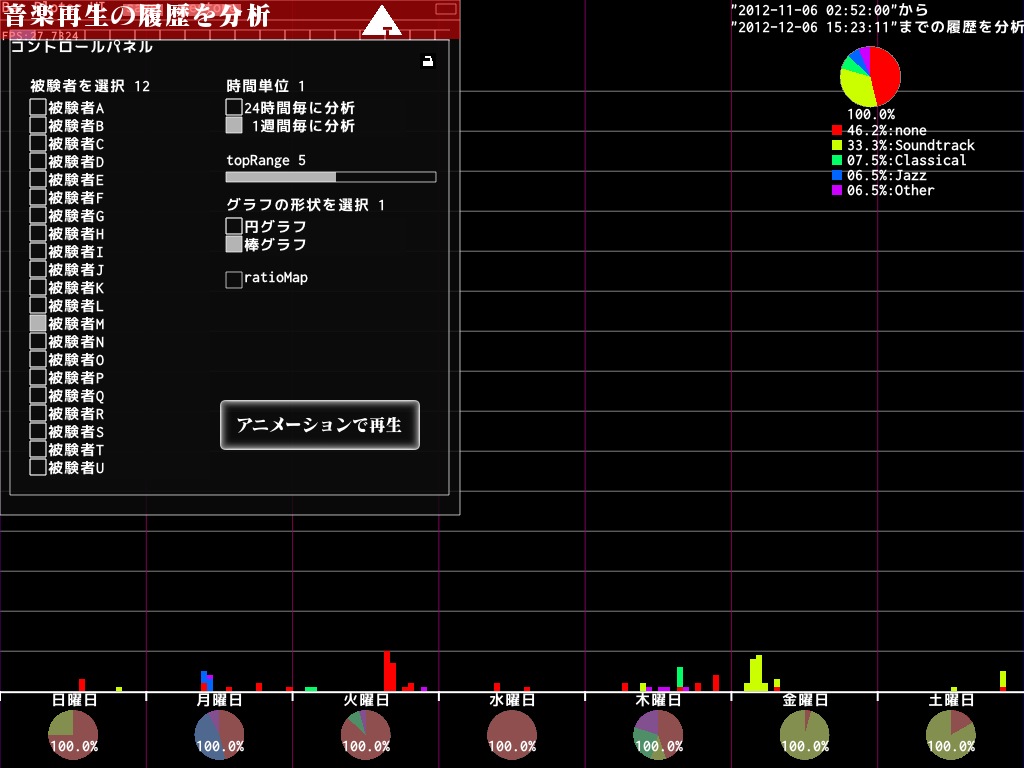 音楽再生の履歴を分析
FPS:27.7324
コントロールパネル
被験者を選択 12
被験者A
被験者B
被験者C
被験者D
被験者E
被験者F
被験者G
被験者H
被験者I
被験者J
被験者K
被験者L
被験者M
被験者N
被験者O
被験者P
被験者Q
被験者R
被験者S
被験者T
被験者U
時間単位 1
24時間毎に分析
1週間毎に分析
topRange 5
グラフの形状を選択 1
円グラフ
棒グラフ
ratioMap
アニメーションで再生
"2012-11-06 02:52:00"から
"2012-12-06 15:23:11"までの履歴を分析
100.0%
46.2%:none
33.3%:Soundtrack
07.5%:Classical
06.5%:Jazz
06.5%:Other
日曜日 月曜日 火曜日 水曜日 木曜日 金曜日 土曜日
100.0% 100.0% 100.0% 100.0% 100.0% 100.0% 100.0%